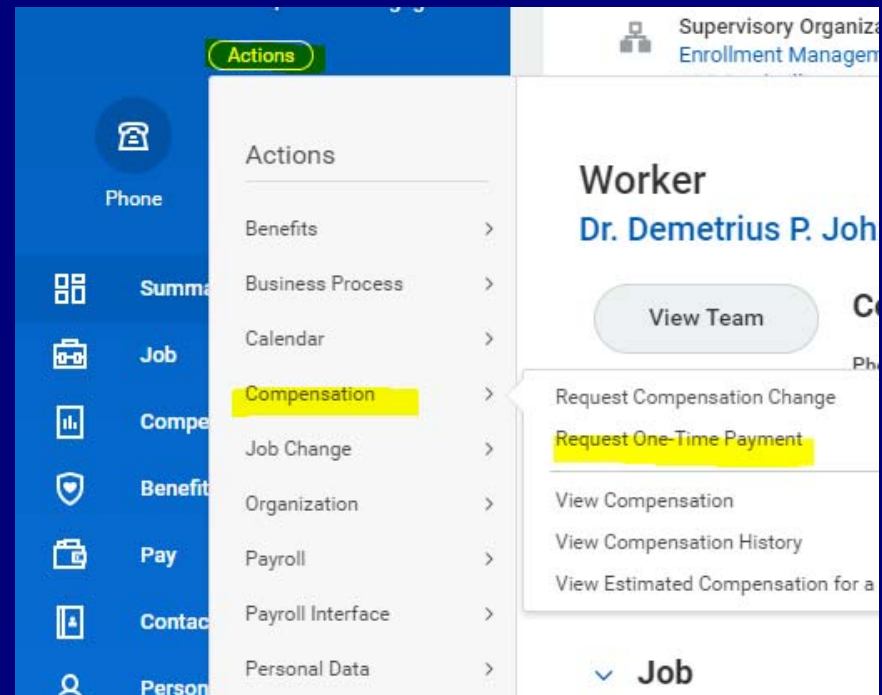 Actions
Phone
Summa
Job
Compe
Benefit
Pay
Contac
Person
Actions
Benefits
Business Process
Calendar
Compensation
Job Change
Organization
Payroll
Payroll Interface
Personal Data
Supervisory Organiza
Enrollment Managem
Worker
Dr. Demetrius P. Joh
View Team
Co
Pho
Request Compensation Change
Request One-Time Payment
View Compensation
View Compensation History
View Estimated Compensation for a
Job